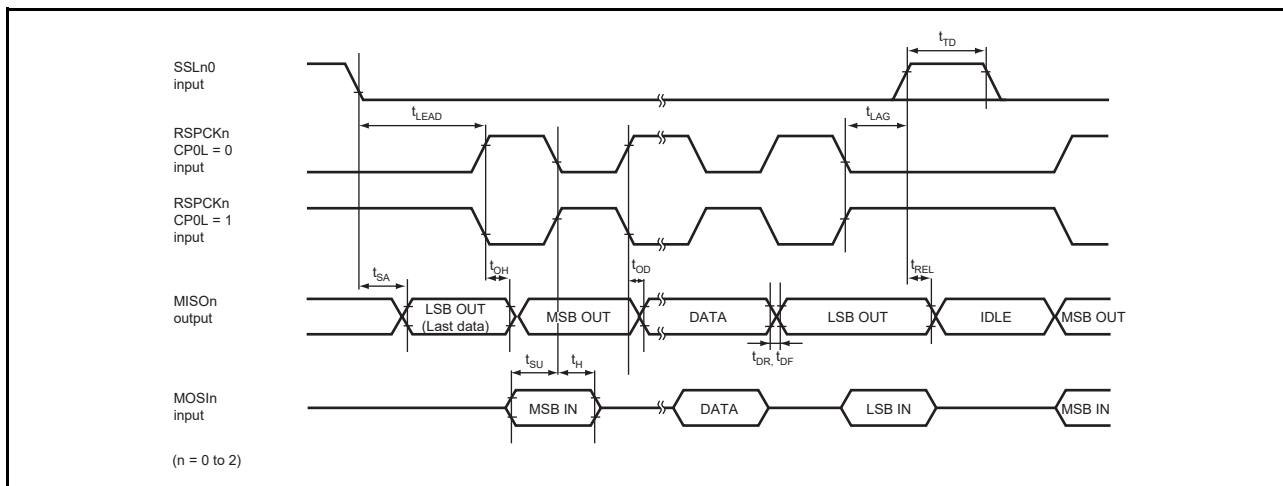 SSLn0
input
tTD
tLEAD
tLAG
RSPCKn
CP0L = 0
input
RSPCKn
CP0L = 1
input
tSA
tOH
tOD
tREL
MISOn
output
LSB OUT
(Last data)
MSB OUT
DATA
LSB OUT
IDLE
MSB OUT
tSU
tH
tDR, tDF
MOSIn
input
MSB IN
DATA
LSB IN
MSB IN
(n = 0 to 2)